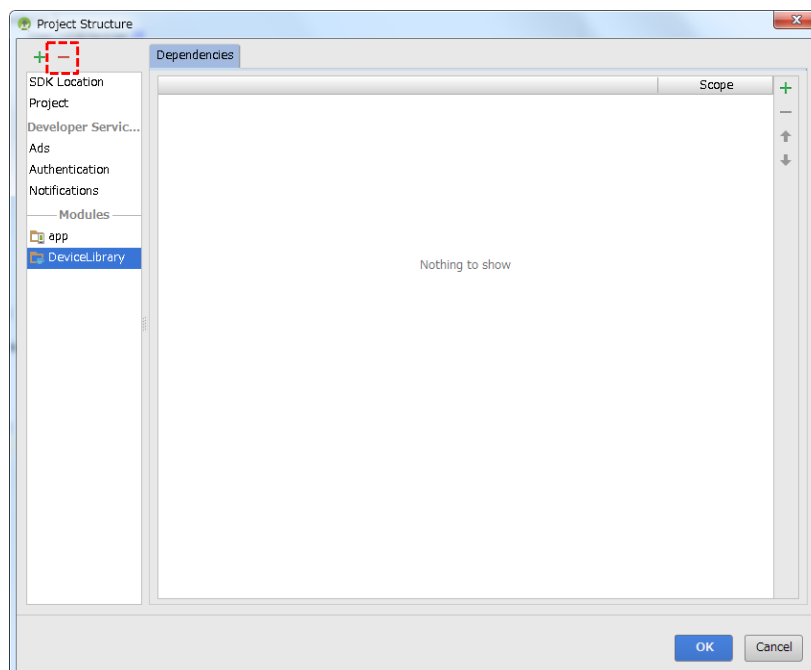 Project Structure
SDK Location
Project
Developer Servic...
Ads
Authentication
Notifications
Modules
app
DeviceLibrary
Dependencies
Scope
Nothing to show
OK
Cancel